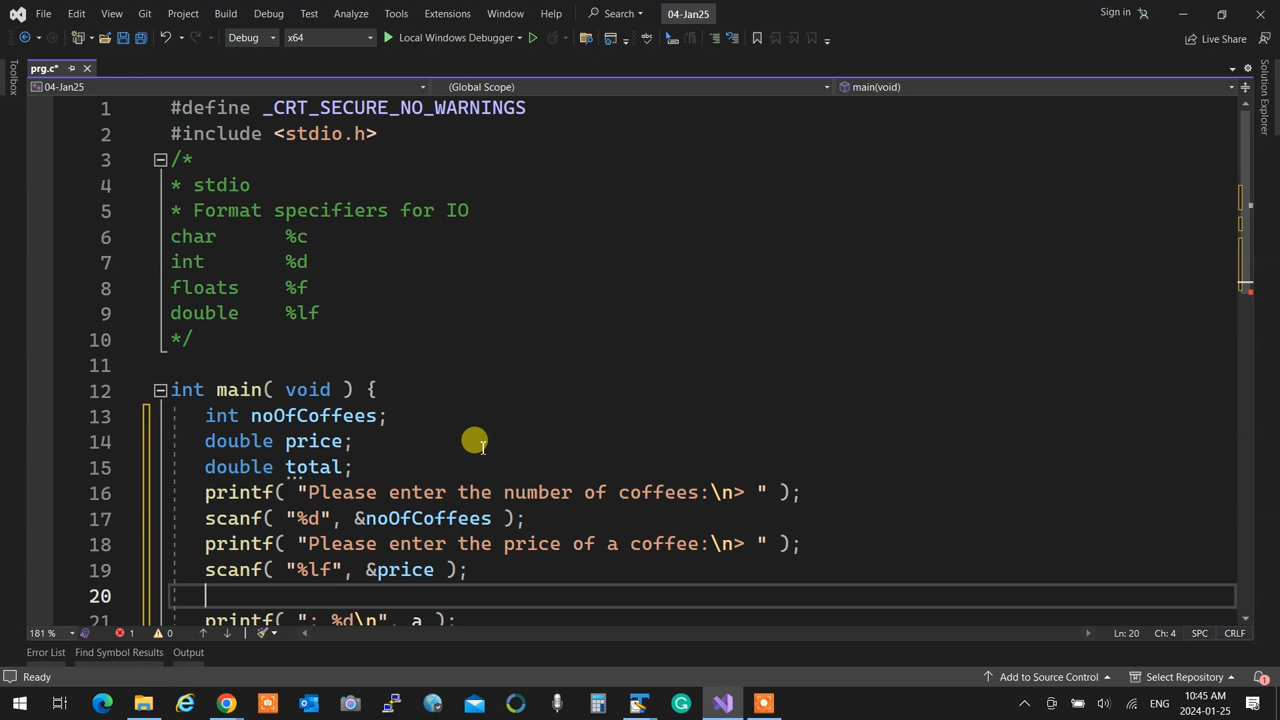 File Edit View Git Project Build Debug Test Analyze Tools Extensions Window Help Search 04-Jan25 Sign in
Debug x64 Local Windows Debugger Live Share
Toolbox
prg.c*
Solution Explorer
04-Jan25 (Global Scope) main(void)
1 #define _CRT_SECURE_NO_WARNINGS
2 #include <stdio.h>
3 /*
4 * stdio
5 * Format specifiers for IO
6 char %c
7 int %d
8 floats %f
9 double %lf
10 */
11
12 int main( void ) {
13 int noOfCoffees;
14 double price;
15 double total;
16 printf( "Please enter the number of coffees:\n> " );
17 scanf( "%d", &noOfCoffees );
18 printf( "Please enter the price of a coffee:\n> " );
19 scanf( "%lf", &price );
20
21 printf( ": %d\n", a );
181 % 1 0 Ln: 20 Ch: 4 SPC CRLF
Error List Find Symbol Results Output
Ready Add to Source Control Select Repository 1
ENG 10:45 AM
2024-01-25 3